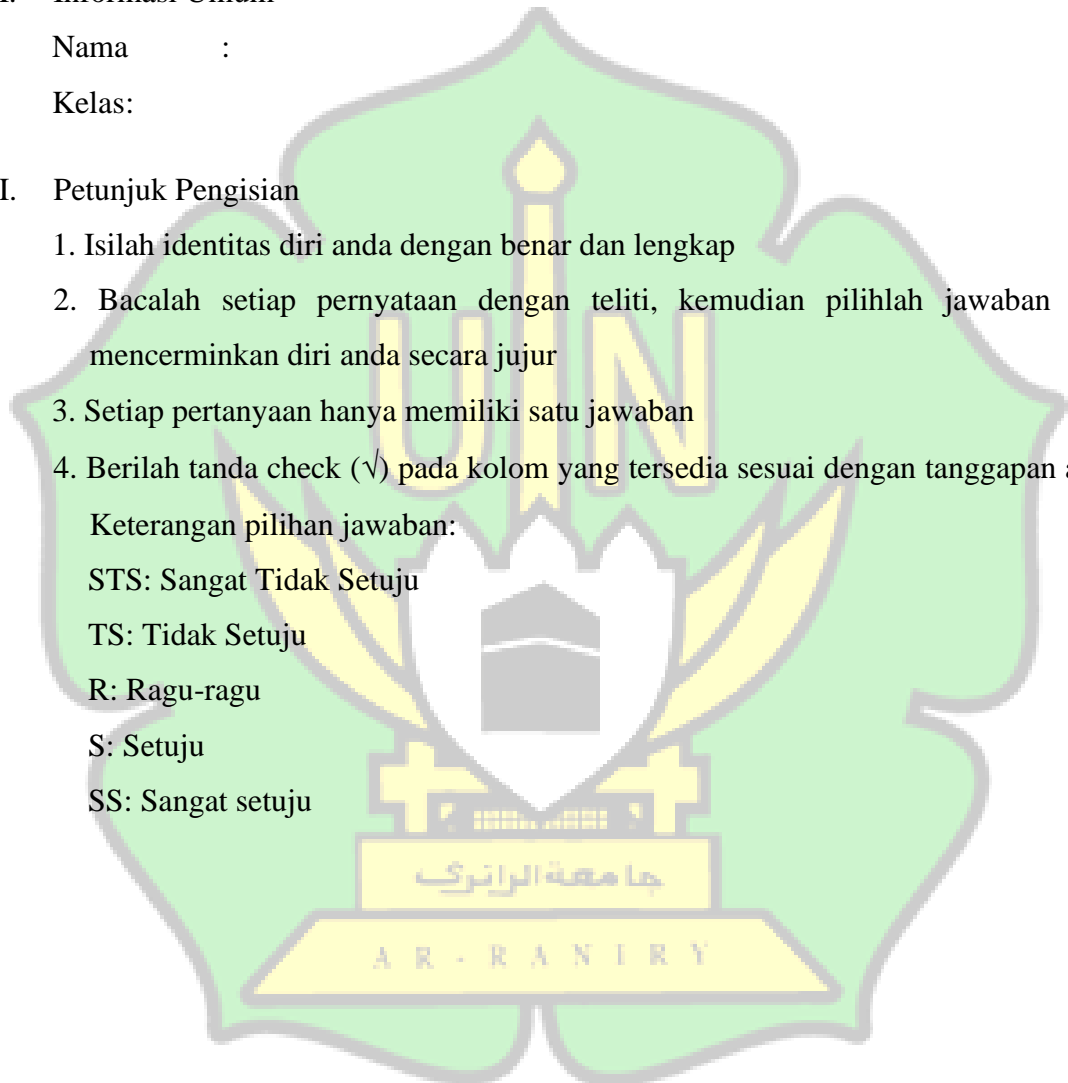 I. Informasi Umum
Nama :
Kelas:
I. Petunjuk Pengisian
1. Isilah identitas diri anda dengan benar dan lengkap
2. Bacalah setiap pernyataan dengan teliti, kemudian pilihlah jawaban
mencerminkan diri anda secara jujur
3. Setiap pertanyaan hanya memiliki satu jawaban
4. Berilah tanda check (√) pada kolom yang tersedia sesuai dengan tanggapan a
Keterangan pilihan jawaban:
STS: Sangat Tidak Setuju
TS: Tidak Setuju
R: Ragu-ragu
S: Setuju
SS: Sangat setuju
UIN
جامعة الرانري
AR-RANIRY